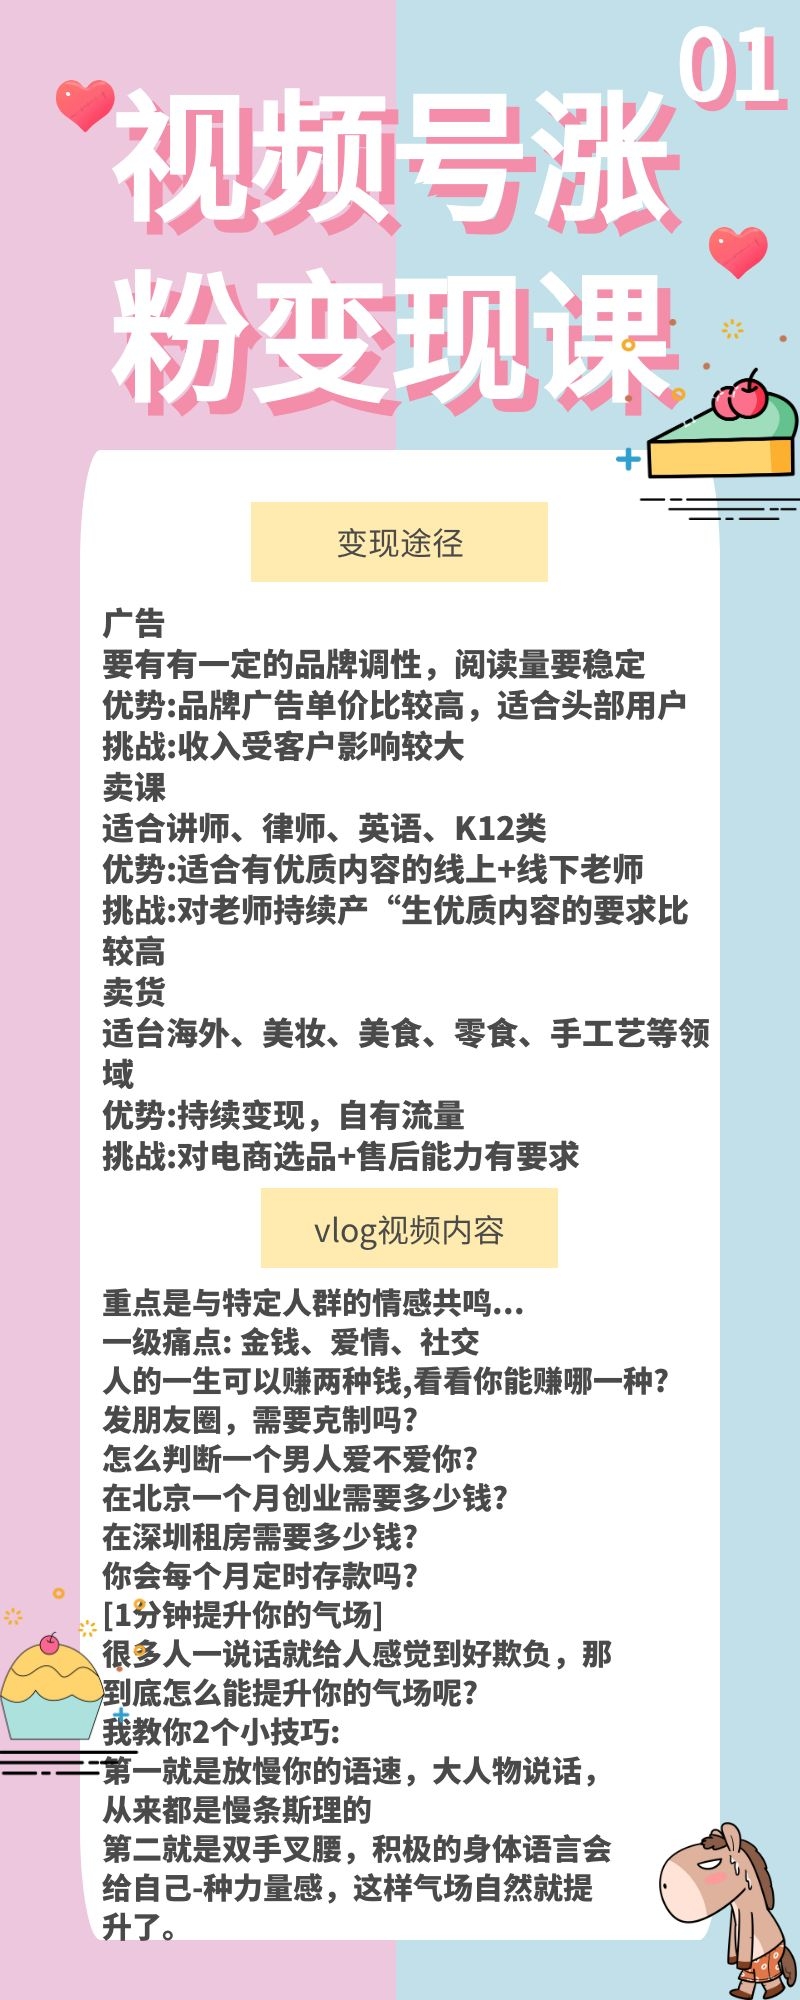 01
视频号涨
粉变现课
变现途径
广告
要有有一定的品牌调性，阅读量要稳定
优势:品牌广告单价比较高，适合头部用户
挑战:收入受客户影响较大
卖课
适合讲师、律师、英语、K12类
优势:适合有优质内容的线上+线下老师
挑战:对老师持续产“生优质内容的要求比
较高
卖货
适台海外、美妆、美食、零食、手工艺等领
域
优势:持续变现，自有流量
挑战:对电商选品+售后能力有要求
vlog视频内容
重点是与特定人群的情感共鸣...
一级痛点: 金钱、爱情、社交
人的一生可以赚两种钱,看看你能赚哪一种?
发朋友圈，需要克制吗?
怎么判断一个男人爱不爱你?
在北京一个月创业需要多少钱?
在深圳租房需要多少钱?
你会每个月定时存款吗?
[1分钟提升你的气场]
很多人一说话就给人感觉到好欺负，那
到底怎么能提升你的气场呢?
我教你2个小技巧:
第一就是放慢你的语速，大人物说话，
从来都是慢条斯理的
第二就是双手叉腰，积极的身体语言会
给自己-种力量感，这样气场自然就提
升了。